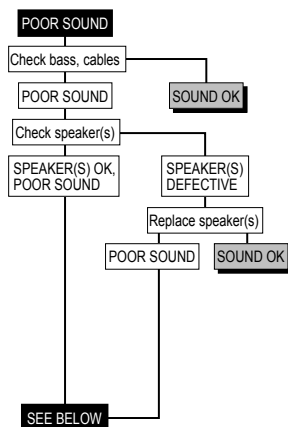 POOR SOUND
Check bass, cables
POOR SOUND
SOUND OK
Check speaker(s)
SPEAKER(S) OK,
POOR SOUND
SPEAKER(S)
DEFECTIVE
Replace speaker(s)
POOR SOUND
SOUND OK
SEE BELOW